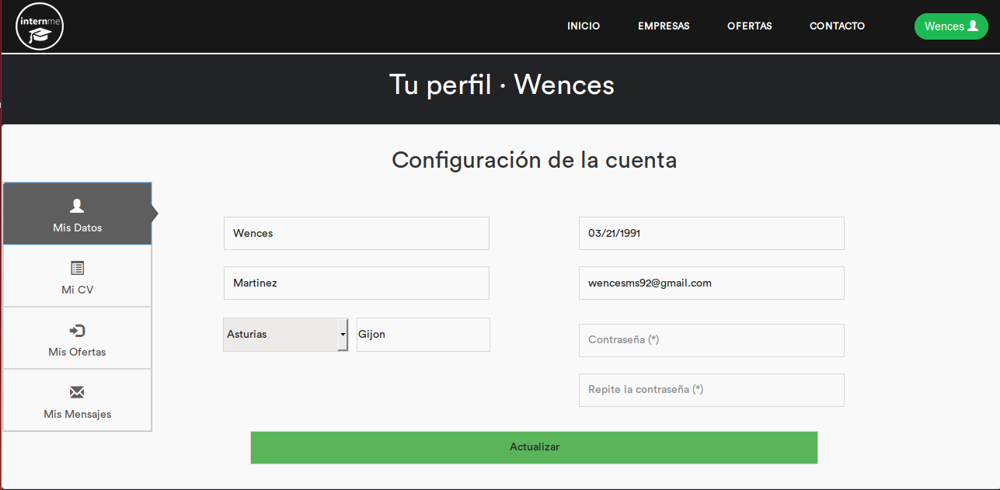 internme
INICIO EMPRESAS OFERTAS CONTACTO Wences
Tu perfil · Wences
Configuración de la cuenta
Mis Datos
Mi CV
Mis Ofertas
Mis Mensajes
Wences
Martinez
Asturias Gijon
03/21/1991
wencesms92@gmail.com
Contraseña (*)
Repite la contraseña (*)
Actualizar